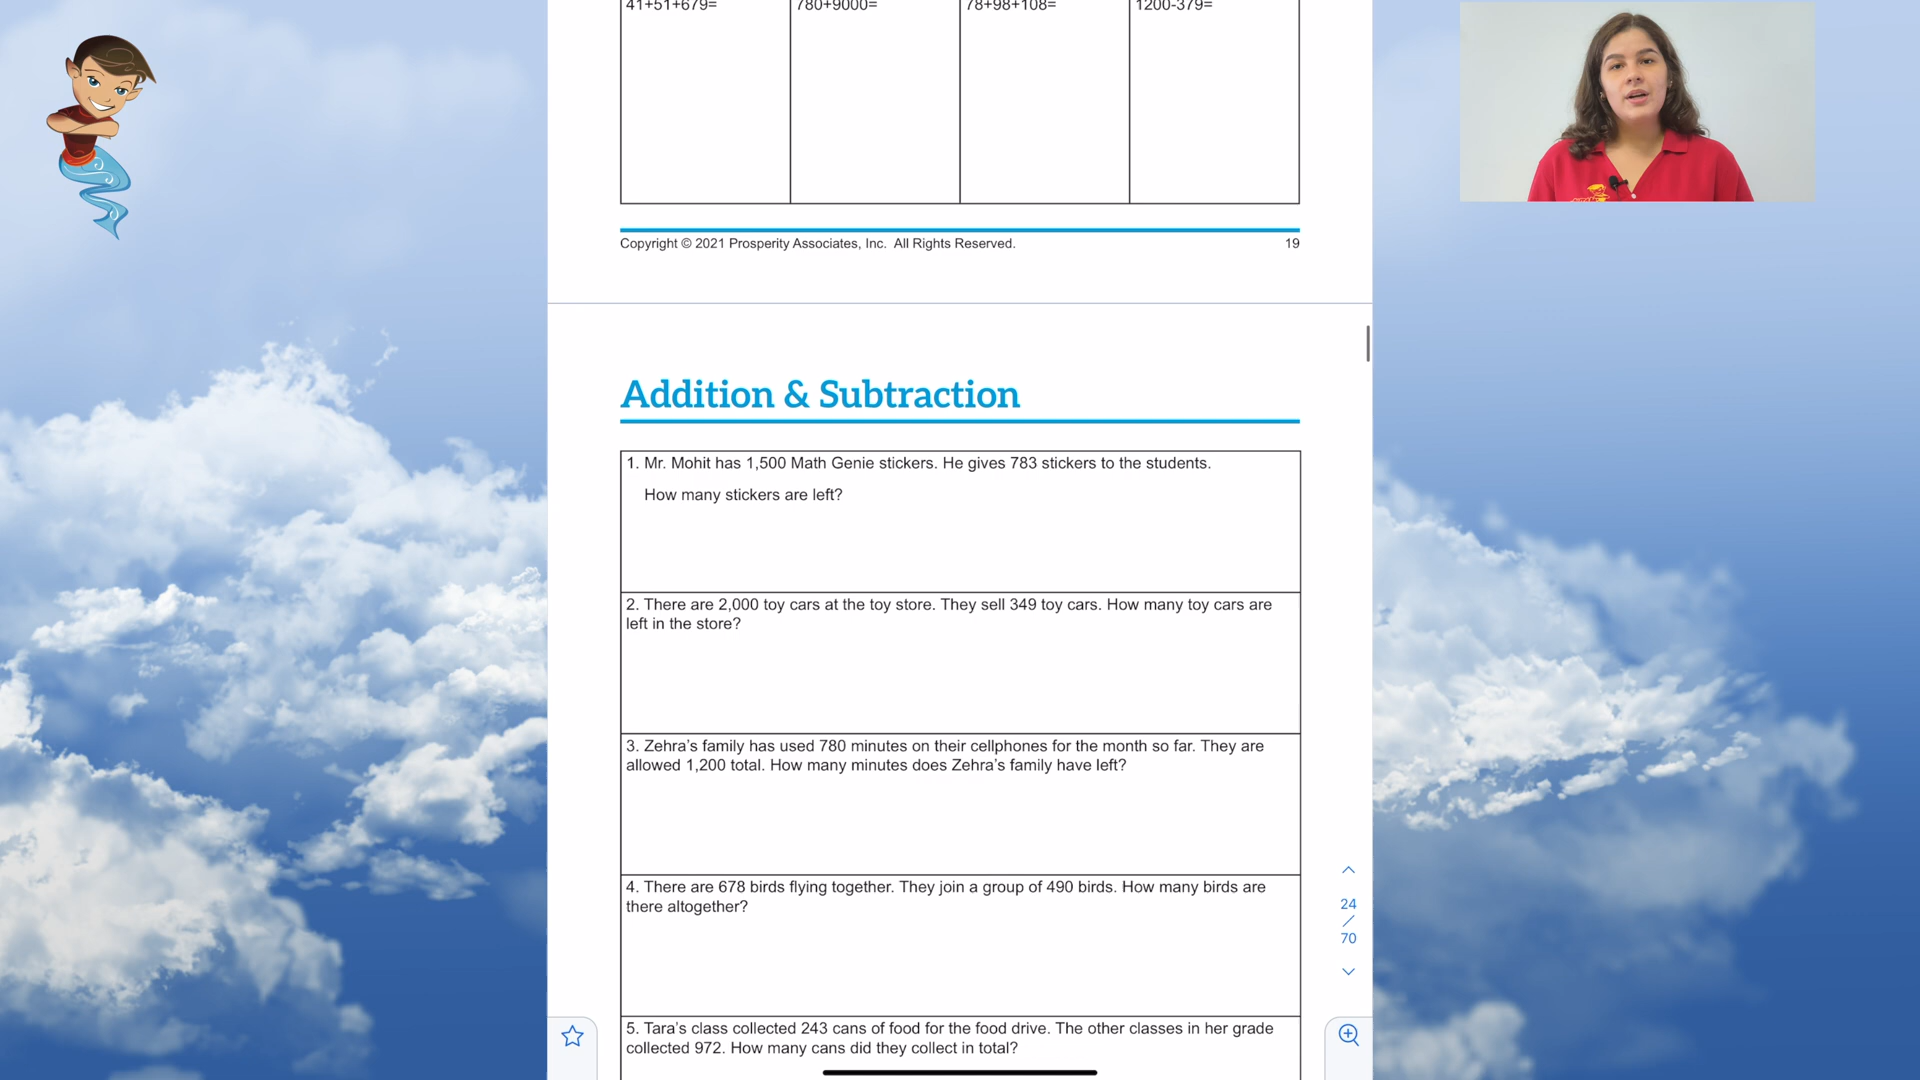 41+51+679=
780+9000=
78+98+108=
1200-379=
Copyright © 2021 Prosperity Associates, Inc.  All Rights Reserved.
19
Addition & Subtraction
1. Mr. Mohit has 1,500 Math Genie stickers. He gives 783 stickers to the students.
How many stickers are left?
2. There are 2,000 toy cars at the toy store. They sell 349 toy cars. How many toy cars are
left in the store?
3. Zehra’s family has used 780 minutes on their cellphones for the month so far. They are
allowed 1,200 total. How many minutes does Zehra’s family have left?
4. There are 678 birds flying together. They join a group of 490 birds. How many birds are
there altogether?
5. Tara’s class collected 243 cans of food for the food drive. The other classes in her grade
collected 972. How many cans did they collect in total?
24
/
70